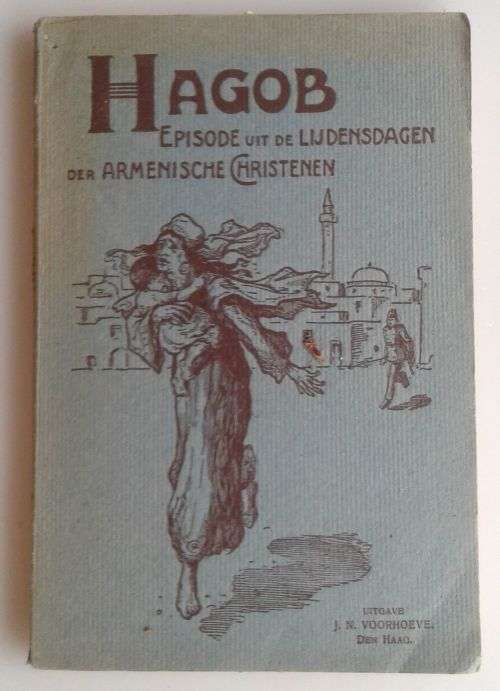 HAGOB
EPISODE UIT DE LIJDENSDAGEN
DER ARMENISCHE CHRISTENEN
UITGAVE
J. N. VOORHOEVE.
DEN HAAG.